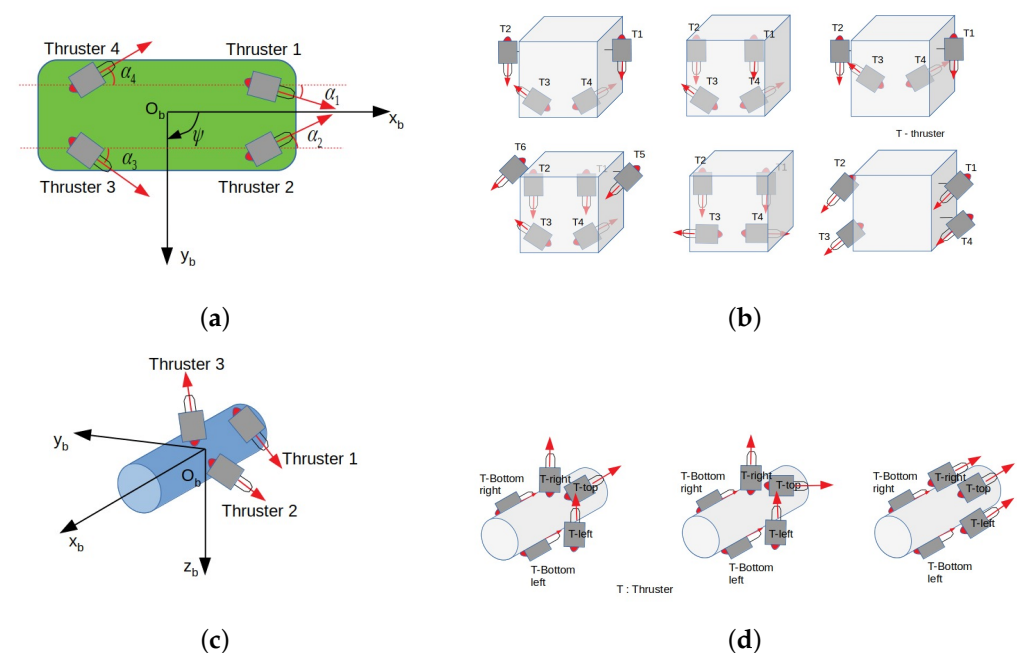 Thruster 4
Thruster 1
α4
α1
Ob
xb
ψ
α2
α3
Thruster 3
Thruster 2
yb
(a)
T2
T1
T3
T4
T2
T1
T3
T4
T2
T1
T3
T4
T - thruster
T6
T2
T1
T5
T3
T4
T2
T1
T3
T4
T2
T1
T3
T4
(b)
Thruster 3
yb
Thruster 1
Ob
Thruster 2
xb
zb
(c)
T-Bottom
right
T-right
T-top
T-left
T-Bottom
left
T-Bottom
right
T-right
T-top
T-left
T-Bottom
left
T-Bottom
right
T-right
T-top
T-left
T-Bottom
left
T : Thruster
(d)